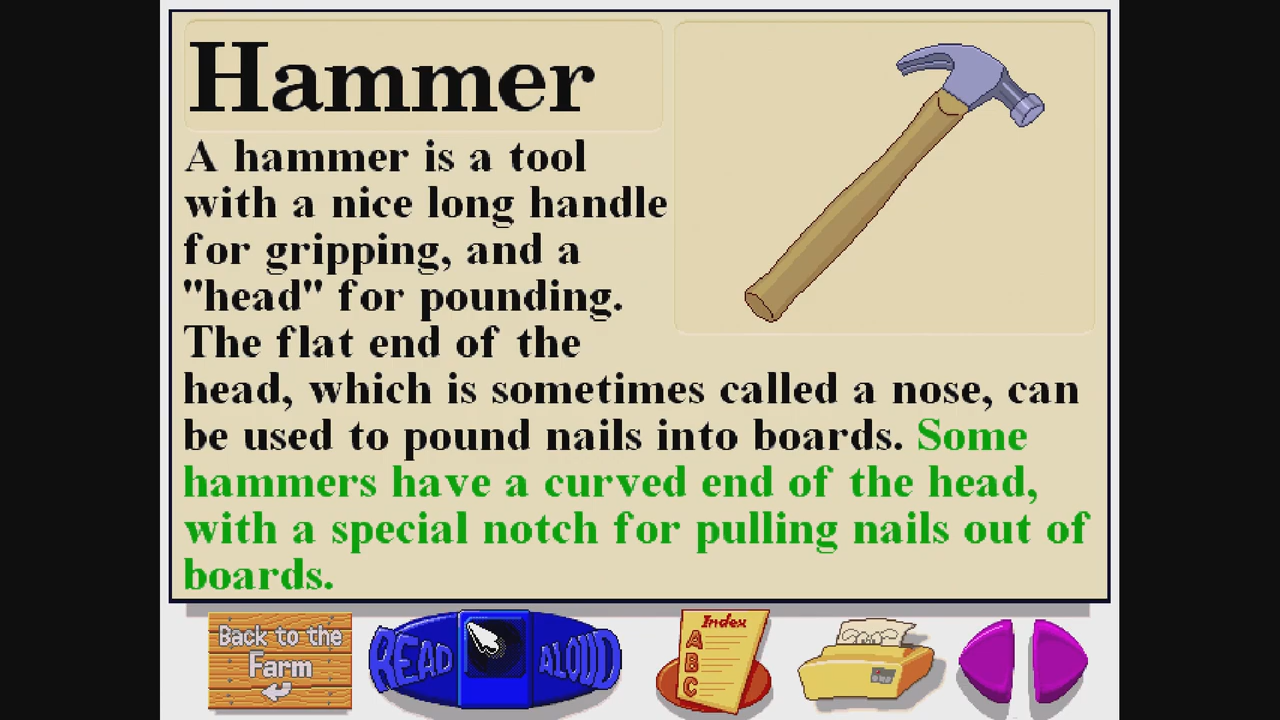 Hammer
A hammer is a tool
with a nice long handle
for gripping, and a
"head" for pounding.
The flat end of the
head, which is sometimes called a nose, can
be used to pound nails into boards. Some
hammers have a curved end of the head,
with a special notch for pulling nails out of
boards.
Back to the
Farm
READ ALOUD
Index
A
B
C